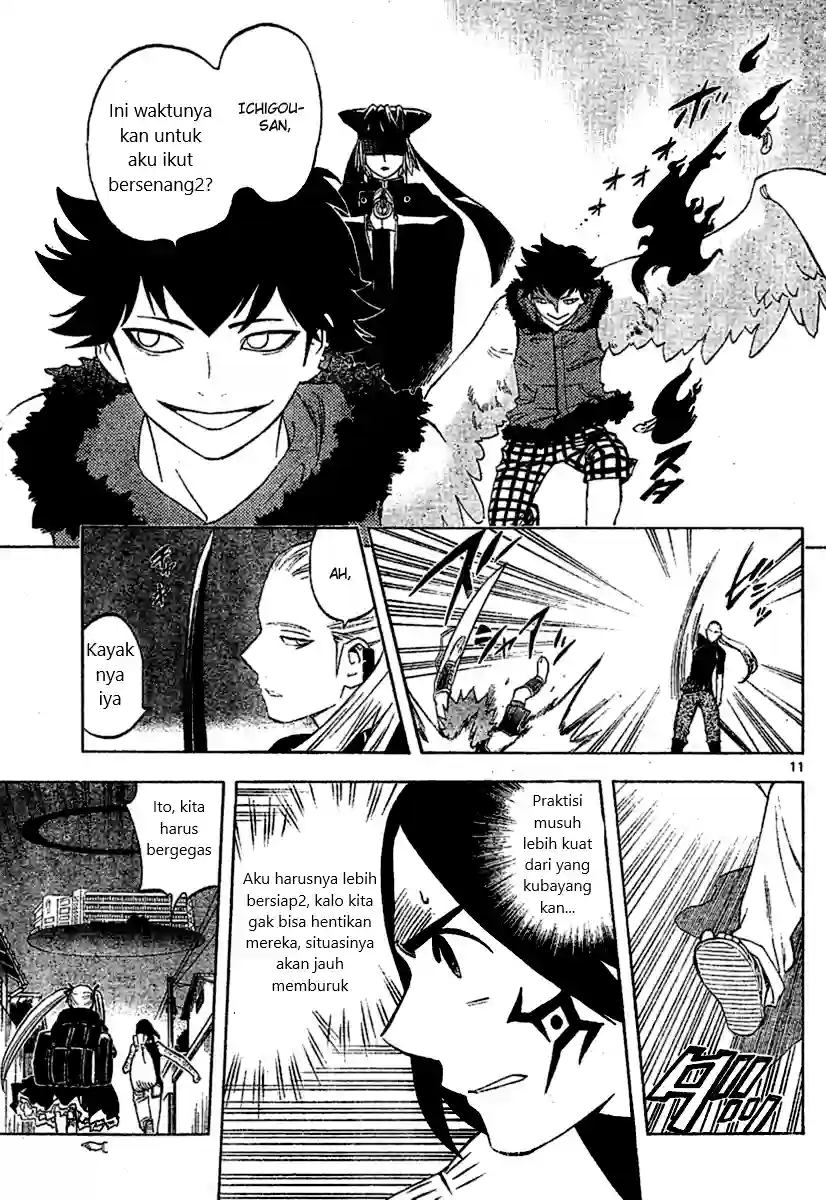 ICHIGOU-
SAN,
Ini waktunya
kan untuk
aku ikut
bersenang2?
ボッ
AH,
Kayak
nya
iya
11
Praktisi
musuh
lebih kuat
dari yang
kubayang
kan...
Aku harusnya lebih
bersiap2, kalo kita
gak bisa hentikan
mereka, situasinya
akan jauh
memburuk
Ito, kita
harus
bergegas